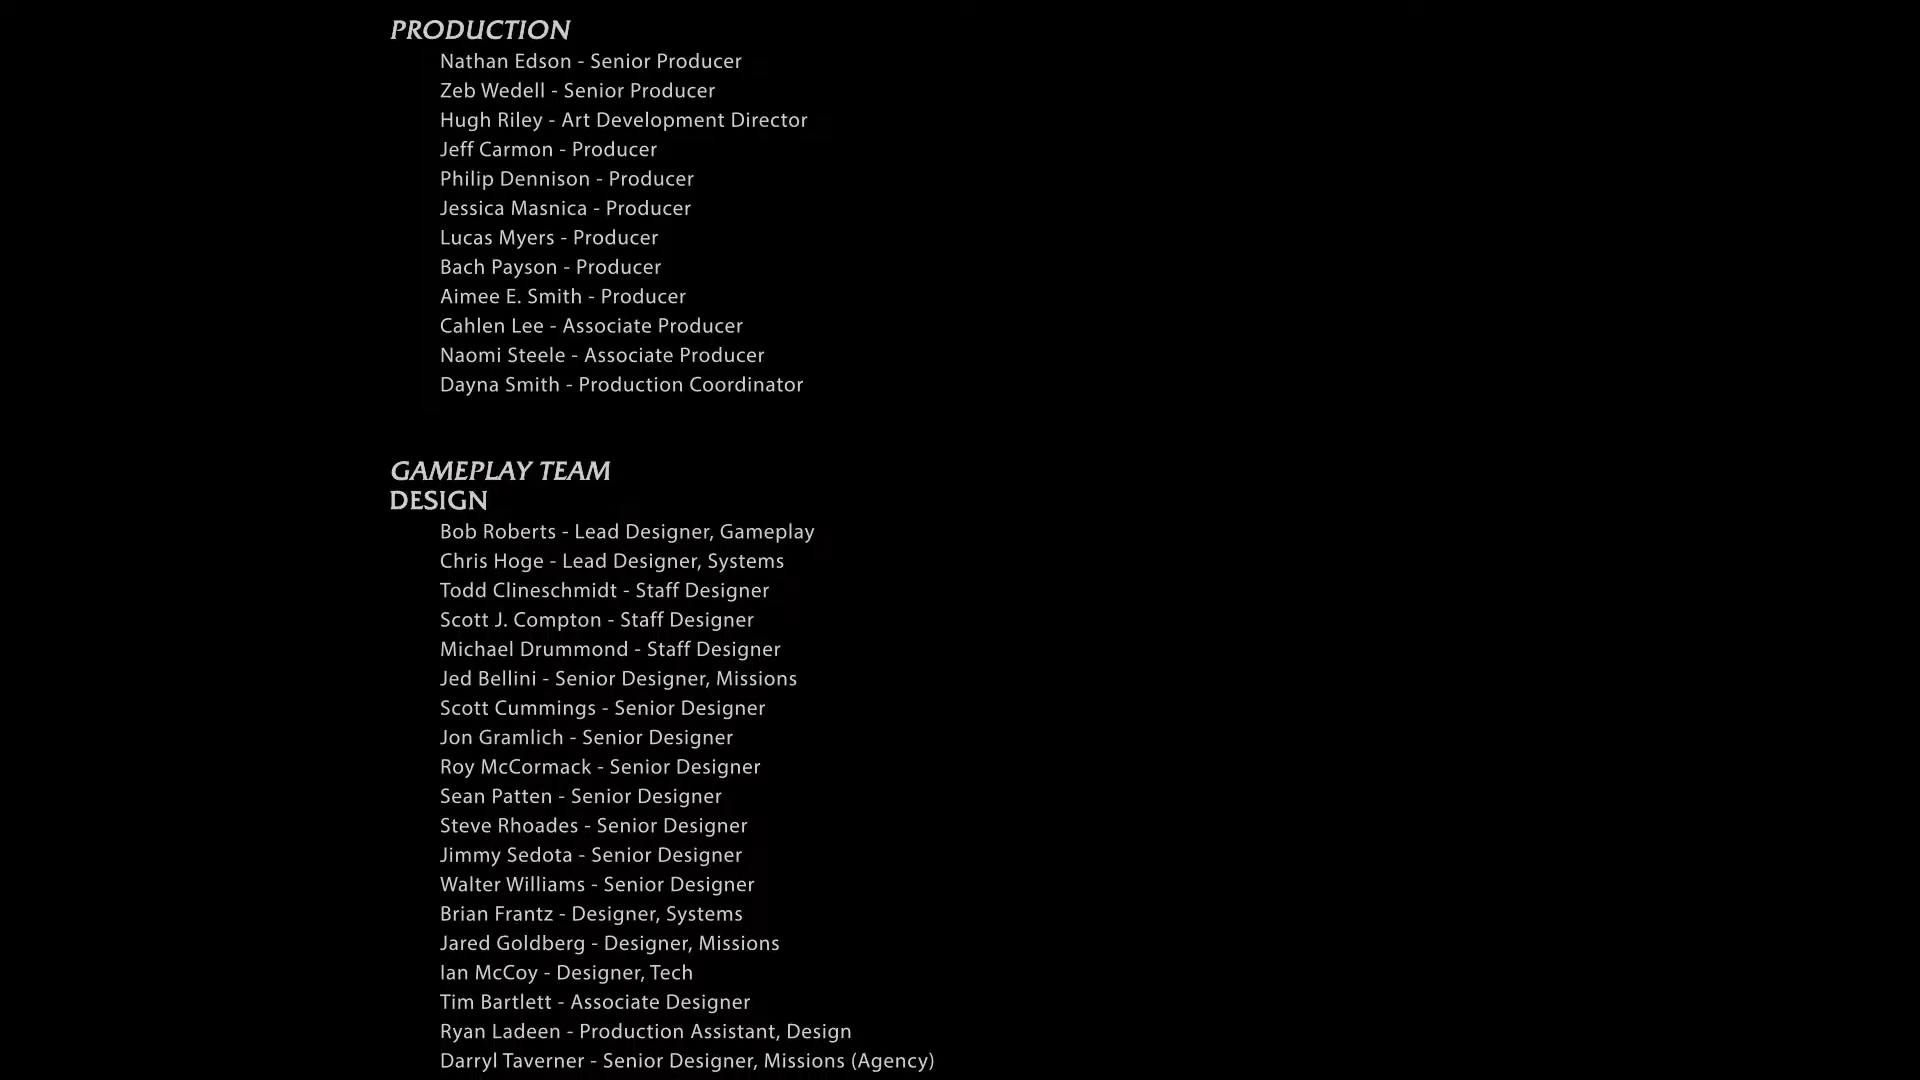 PRODUCTION
Nathan Edson - Senior Producer
Zeb Wedell - Senior Producer
Hugh Riley - Art Development Director
Jeff Carmon - Producer
Philip Dennison - Producer
Jessica Masnica - Producer
Lucas Myers - Producer
Bach Payson - Producer
Aimee E. Smith - Producer
Cahlen Lee - Associate Producer
Naomi Steele - Associate Producer
Dayna Smith - Production Coordinator
GAMEPLAY TEAM
DESIGN
Bob Roberts - Lead Designer, Gameplay
Chris Hoge - Lead Designer, Systems
Todd Clineschmidt - Staff Designer
Scott J. Compton - Staff Designer
Michael Drummond - Staff Designer
Jed Bellini - Senior Designer, Missions
Scott Cummings - Senior Designer
Jon Gramlich - Senior Designer
Roy McCormack - Senior Designer
Sean Patten - Senior Designer
Steve Rhoades - Senior Designer
Jimmy Sedota - Senior Designer
Walter Williams - Senior Designer
Brian Frantz - Designer, Systems
Jared Goldberg - Designer, Missions
Ian McCoy - Designer, Tech
Tim Bartlett - Associate Designer
Ryan Ladeen - Production Assistant, Design
Darryl Taverner - Senior Designer, Missions (Agency)